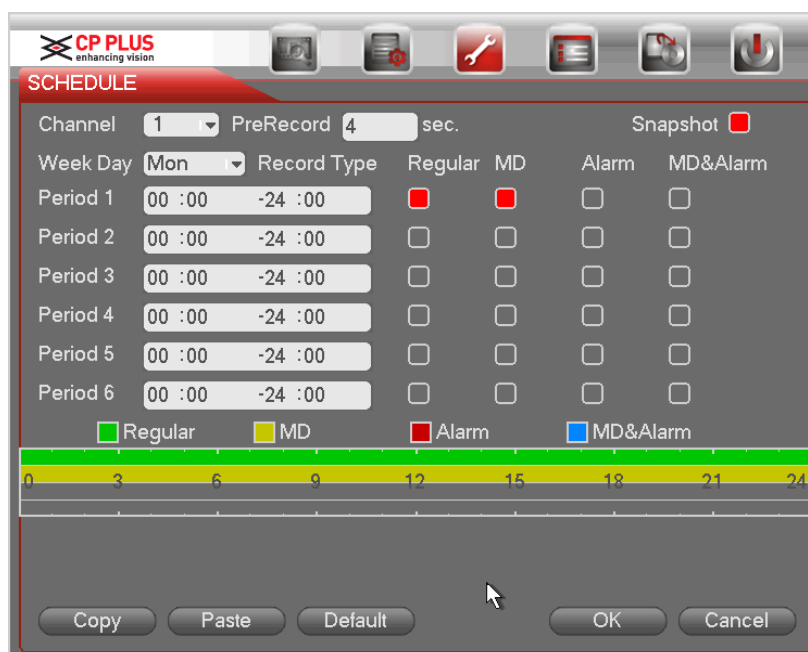 CP PLUS
enhancing vision
SCHEDULE
Channel 1 PreRecord 4 sec. Snapshot
Week Day Mon Record Type Regular MD Alarm MD&Alarm
Period 1 00 :00 -24 :00
Period 2 00 :00 -24 :00
Period 3 00 :00 -24 :00
Period 4 00 :00 -24 :00
Period 5 00 :00 -24 :00
Period 6 00 :00 -24 :00
Regular MD Alarm MD&Alarm
0 3 6 9 12 15 18 21 24
Copy Paste Default OK Cancel